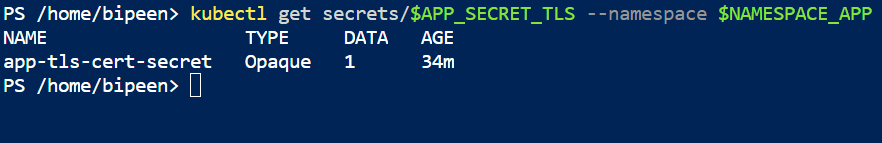 PS /home/bipeen> kubectl get secrets/$APP_SECRET_TLS --namespace $NAMESPACE_APP
NAME TYPE DATA AGE
app-tls-cert-secret Opaque 1 34m
PS /home/bipeen>